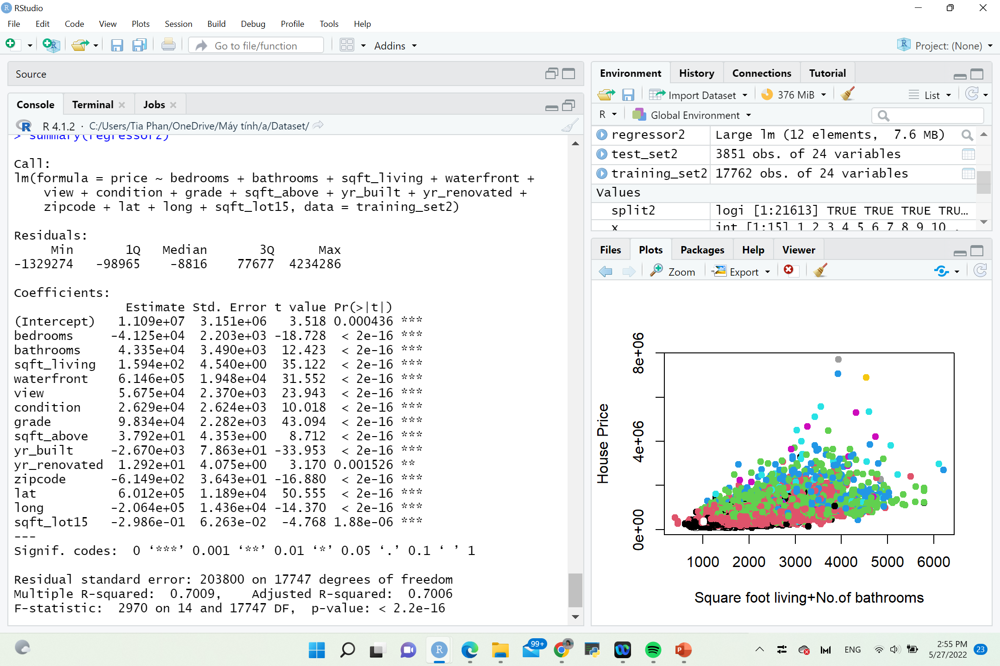 RStudio
File Edit Code View Plots Session Build Debug Profile Tools Help
Go to file/function Addins Project: (None)
Source
Console Terminal Jobs
R 4.1.2 · C:/Users/Tia Phan/OneDrive/Máy tính/a/Dataset/
> summary(regressor2)
Call:
lm(formula = price ~ bedrooms + bathrooms + sqft_living + waterfront +
view + condition + grade + sqft_above + yr_built + yr_renovated +
zipcode + lat + long + sqft_lot15, data = training_set2)
Residuals:
Min 1Q Median 3Q Max
-1329274 -98965 -8816 77677 4234286
Coefficients:
Estimate Std. Error t value Pr(>|t|)
(Intercept) 1.109e+07 3.151e+06 3.518 0.000436 ***
bedrooms -4.125e+04 2.203e+03 -18.728 < 2e-16 ***
bathrooms 4.335e+04 3.490e+03 12.423 < 2e-16 ***
sqft_living 1.594e+02 4.540e+00 35.122 < 2e-16 ***
waterfront 6.146e+05 1.948e+04 31.552 < 2e-16 ***
view 5.675e+04 2.370e+03 23.943 < 2e-16 ***
condition 2.629e+04 2.624e+03 10.018 < 2e-16 ***
grade 9.834e+04 2.282e+03 43.094 < 2e-16 ***
sqft_above 3.792e+01 4.353e+00 8.712 < 2e-16 ***
yr_built -2.670e+03 7.863e+01 -33.953 < 2e-16 ***
yr_renovated 1.292e+01 4.075e+00 3.170 0.001526 **
zipcode -6.149e+02 3.643e+01 -16.880 < 2e-16 ***
lat 6.012e+05 1.189e+04 50.555 < 2e-16 ***
long -2.064e+05 1.436e+04 -14.370 < 2e-16 ***
sqft_lot15 -2.986e-01 6.263e-02 -4.768 1.88e-06 ***
---
Signif. codes: 0 ‘***’ 0.001 ‘**’ 0.01 ‘*’ 0.05 ‘.’ 0.1 ‘ ’ 1
Residual standard error: 203800 on 17747 degrees of freedom
Multiple R-squared: 0.7009, Adjusted R-squared: 0.7006
F-statistic: 2970 on 14 and 17747 DF, p-value: < 2.2e-16
Environment History Connections Tutorial
Import Dataset 376 MiB List
R Global Environment
regressor2 Large lm (12 elements, 7.6 MB)
test_set2 3851 obs. of 24 variables
training_set2 17762 obs. of 24 variables
Values
split2 logi [1:21613] TRUE TRUE TRUE TRU…
x int [1:15] 1 2 3 4 5 6 7 8 9 10 .
Files Plots Packages Help Viewer
Zoom Export
House Price
8e+06
4e+06
0e+00
1000 2000 3000 4000 5000 6000
Square foot living+No.of bathrooms
99+
ENG
2:55 PM
5/27/2022
23